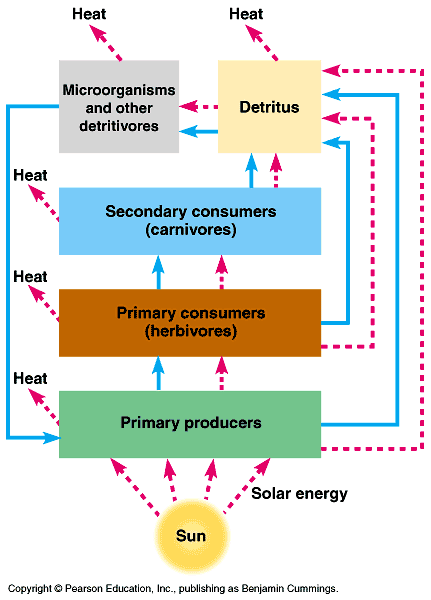 Heat
Heat
Microorganisms
and other
detritivores
Detritus
Heat
Secondary consumers
(carnivores)
Heat
Primary consumers
(herbivores)
Heat
Primary producers
Solar energy
Sun
Copyright © Pearson Education, Inc., publishing as Benjamin Cummings.